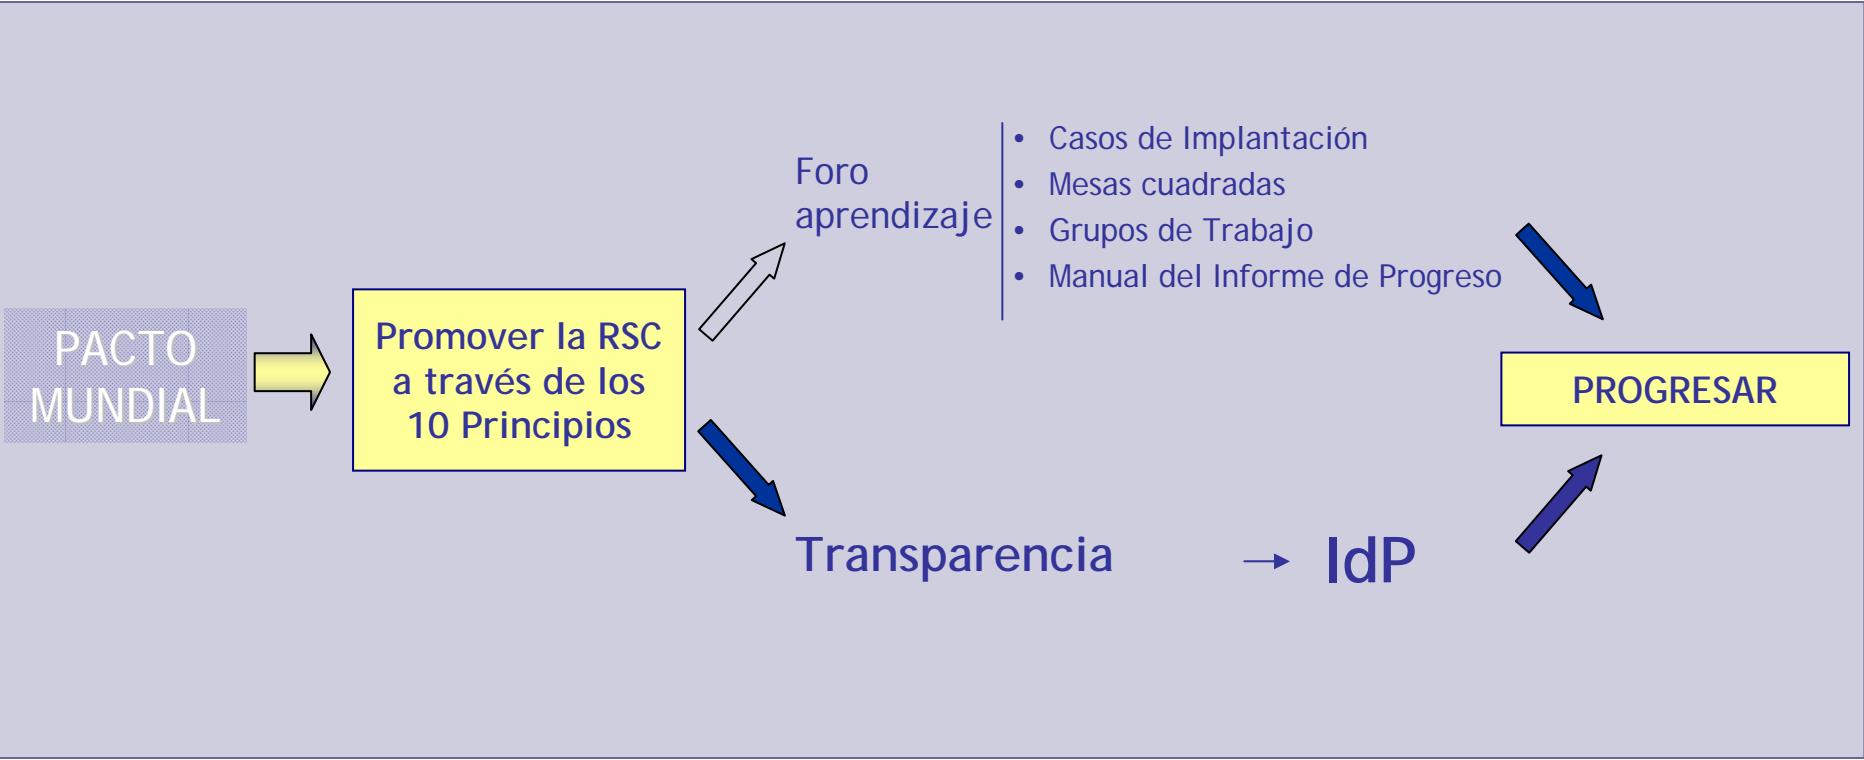 PACTO
MUNDIAL
Promover la RSC
a través de los
10 Principios
Foro
aprendizaje
• Casos de Implantación
• Mesas cuadradas
• Grupos de Trabajo
• Manual del Informe de Progreso
Transparencia
IdP
PROGRESAR